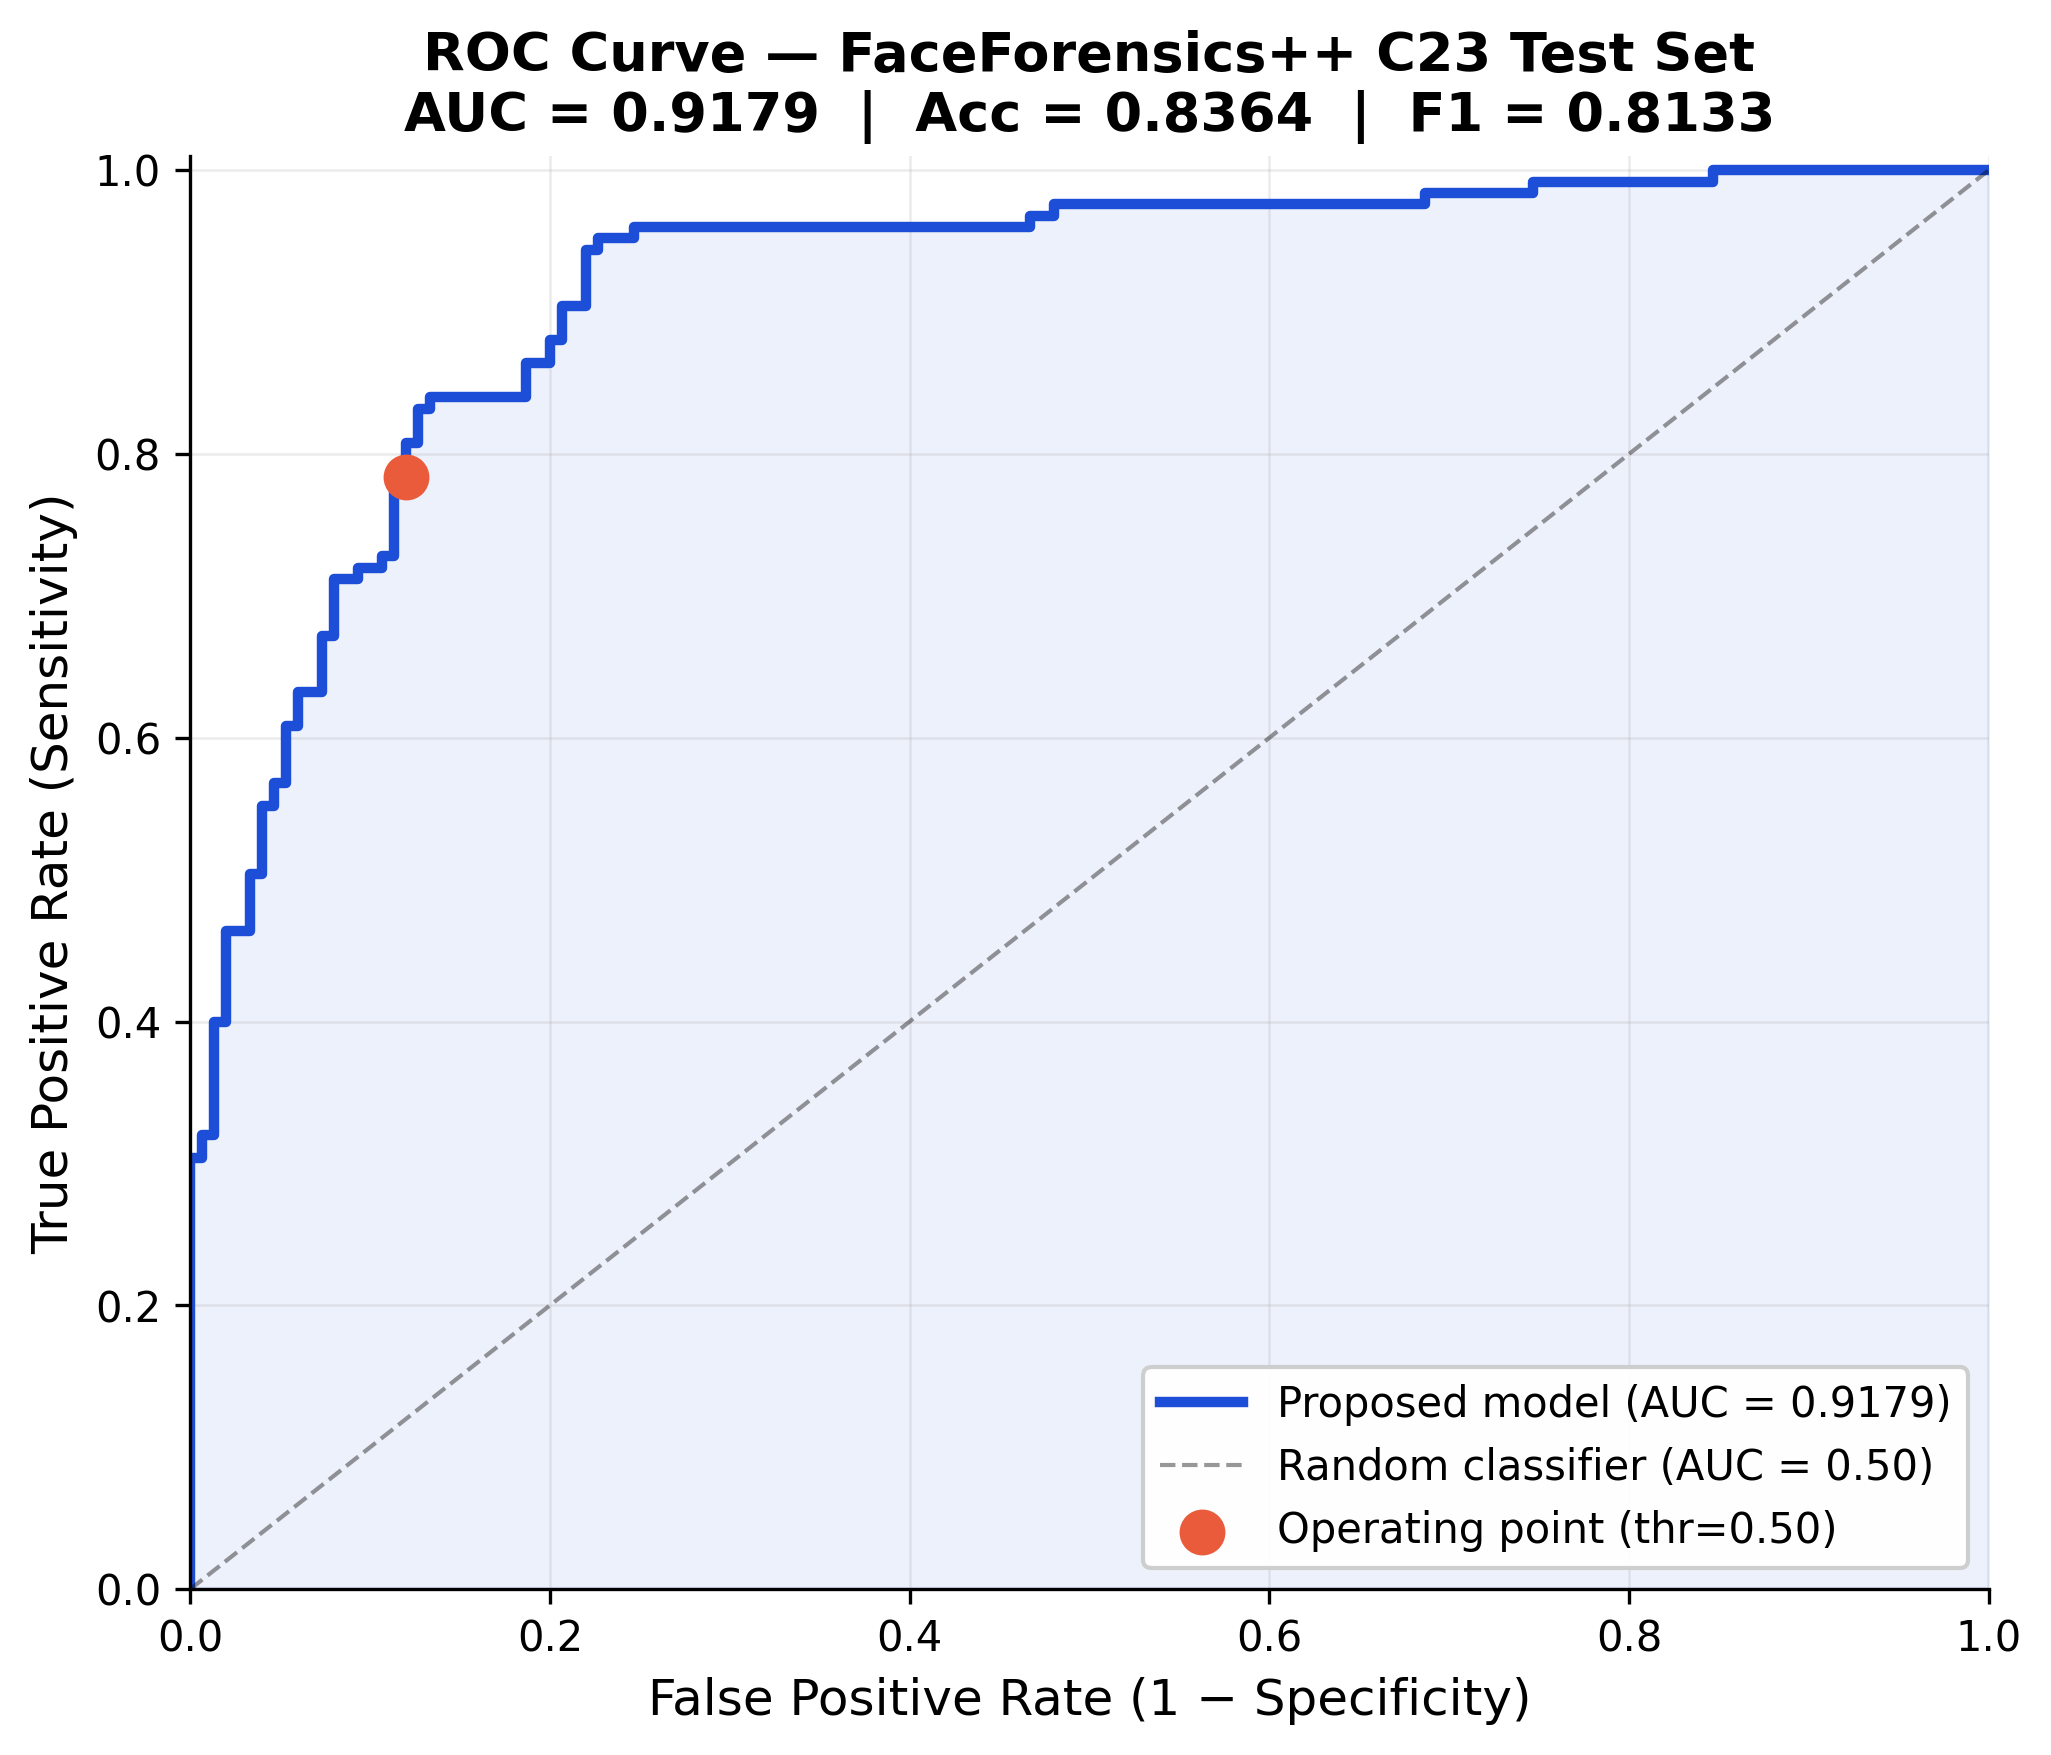 ROC Curve — FaceForensics++ C23 Test Set
AUC = 0.9179 | Acc = 0.8364 | F1 = 0.8133
True Positive Rate (Sensitivity)
1.0
0.8
0.6
0.4
0.2
0.0
0.0 0.2 0.4 0.6 0.8 1.0
False Positive Rate (1 − Specificity)
Proposed model (AUC = 0.9179)
Random classifier (AUC = 0.50)
Operating point (thr=0.50)